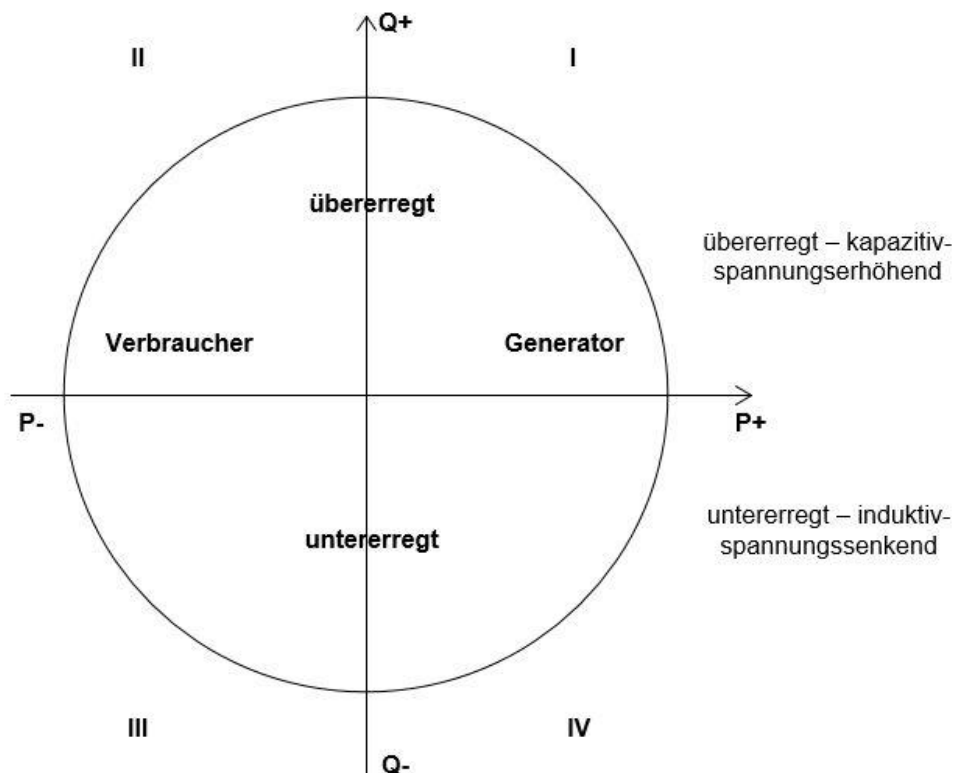 Q+
II
I
übererregt
übererregt – kapazitiv-
spannungserhöhend
Verbraucher
Generator
P-
P+
untererregt
untererregt – induktiv-
spannungssenkend
III
IV
Q-